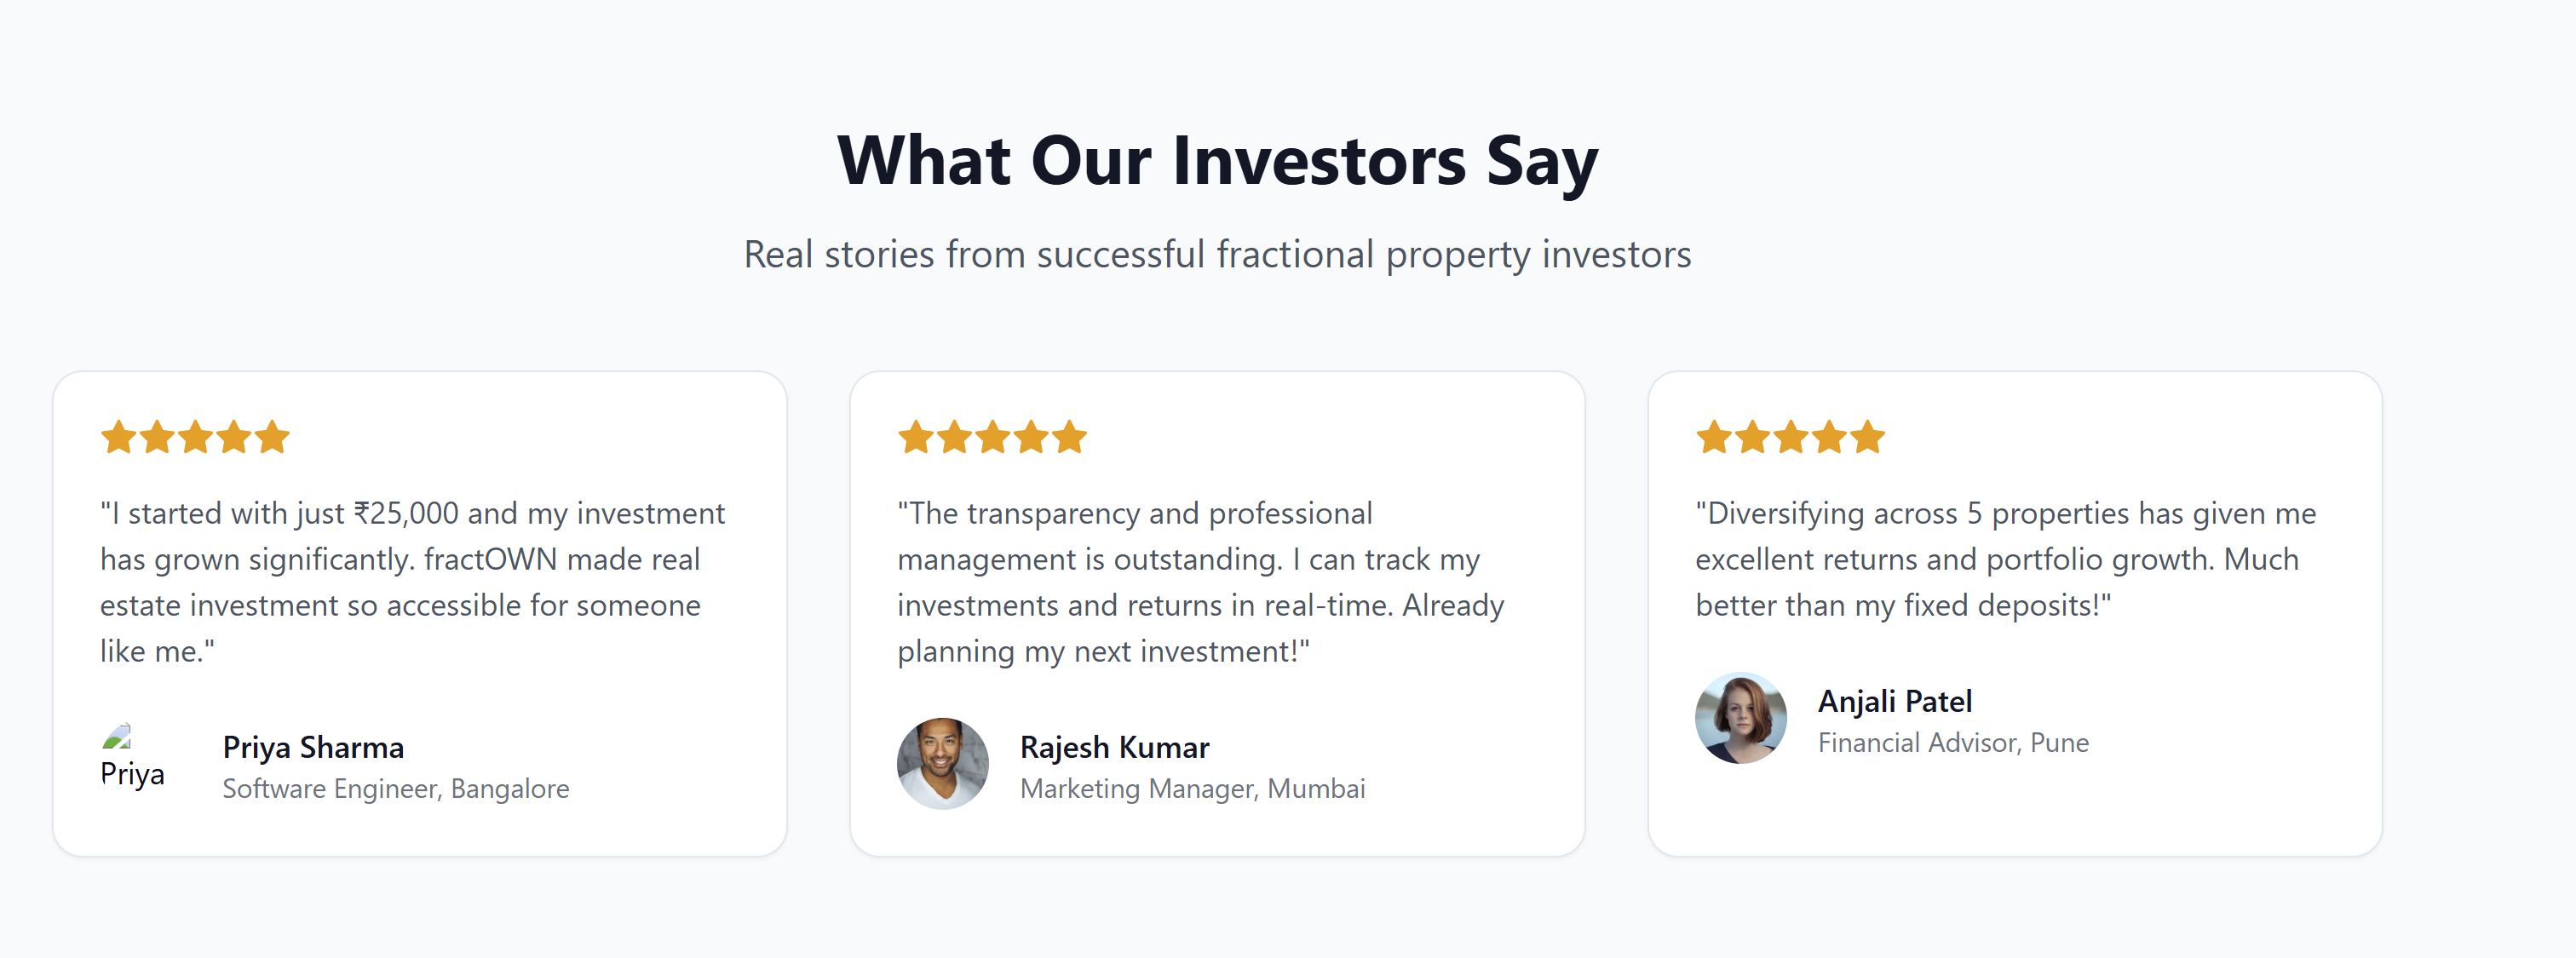 What Our Investors Say
Real stories from successful fractional property investors
"I started with just ₹25,000 and my investment
has grown significantly. fractOWN made real
estate investment so accessible for someone
like me."
Priya
Priya Sharma
Software Engineer, Bangalore
"The transparency and professional
management is outstanding. I can track my
investments and returns in real-time. Already
planning my next investment!"
Rajesh Kumar
Marketing Manager, Mumbai
"Diversifying across 5 properties has given me
excellent returns and portfolio growth. Much
better than my fixed deposits!"
Anjali Patel
Financial Advisor, Pune